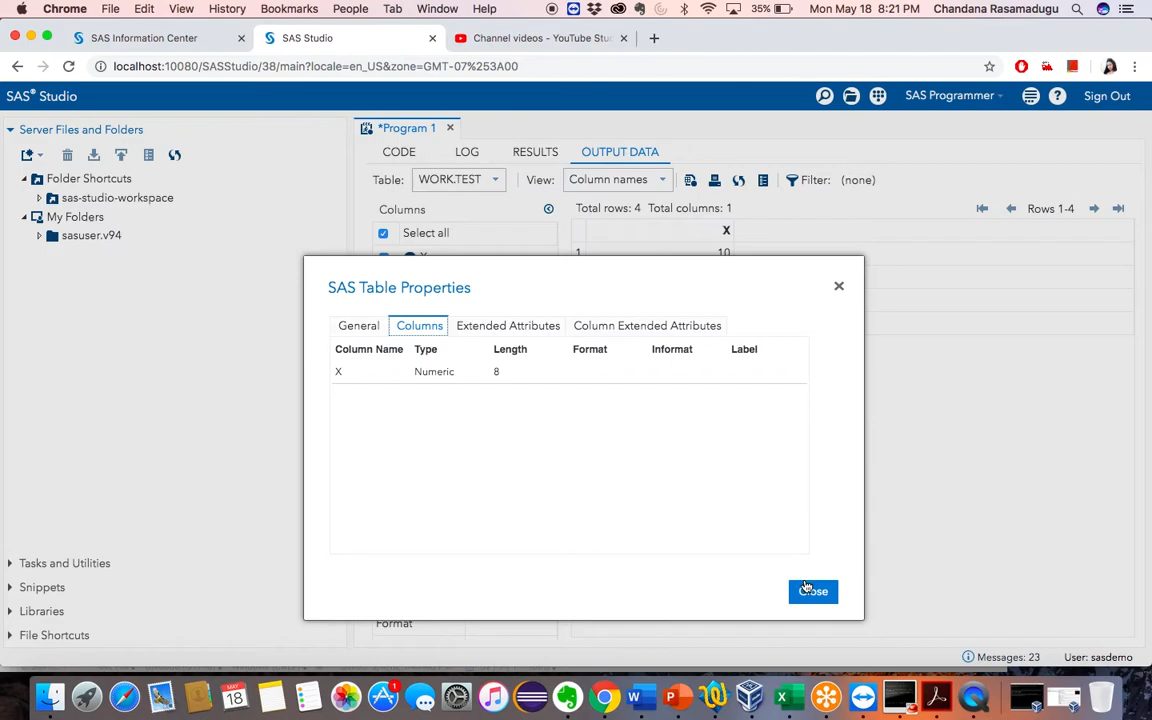 Chrome File Edit View History Bookmarks People Tab Window Help 35% Mon May 18 8:21 PM Chandana Rasamadugu
SAS Information Center × SAS Studio × Channel videos - YouTube Stu × +
localhost:10080/SASStudio/38/main?locale=en_US&zone=GMT-07%253A00
SAS® Studio SAS Programmer Sign Out
Server Files and Folders
*Program 1 ×
CODE LOG RESULTS OUTPUT DATA
Table: WORK.TEST View: Column names Filter: (none)
Folder Shortcuts
sas-studio-workspace
My Folders
sasuser.v94
Columns Total rows: 4 Total columns: 1 Rows 1-4
Select all X
1 10
SAS Table Properties ×
General Columns Extended Attributes Column Extended Attributes
Column Name Type Length Format Informat Label
X Numeric 8
Close
Tasks and Utilities
Snippets
Libraries
File Shortcuts
Format
Messages: 23 User: sasdemo
MAY
18
1